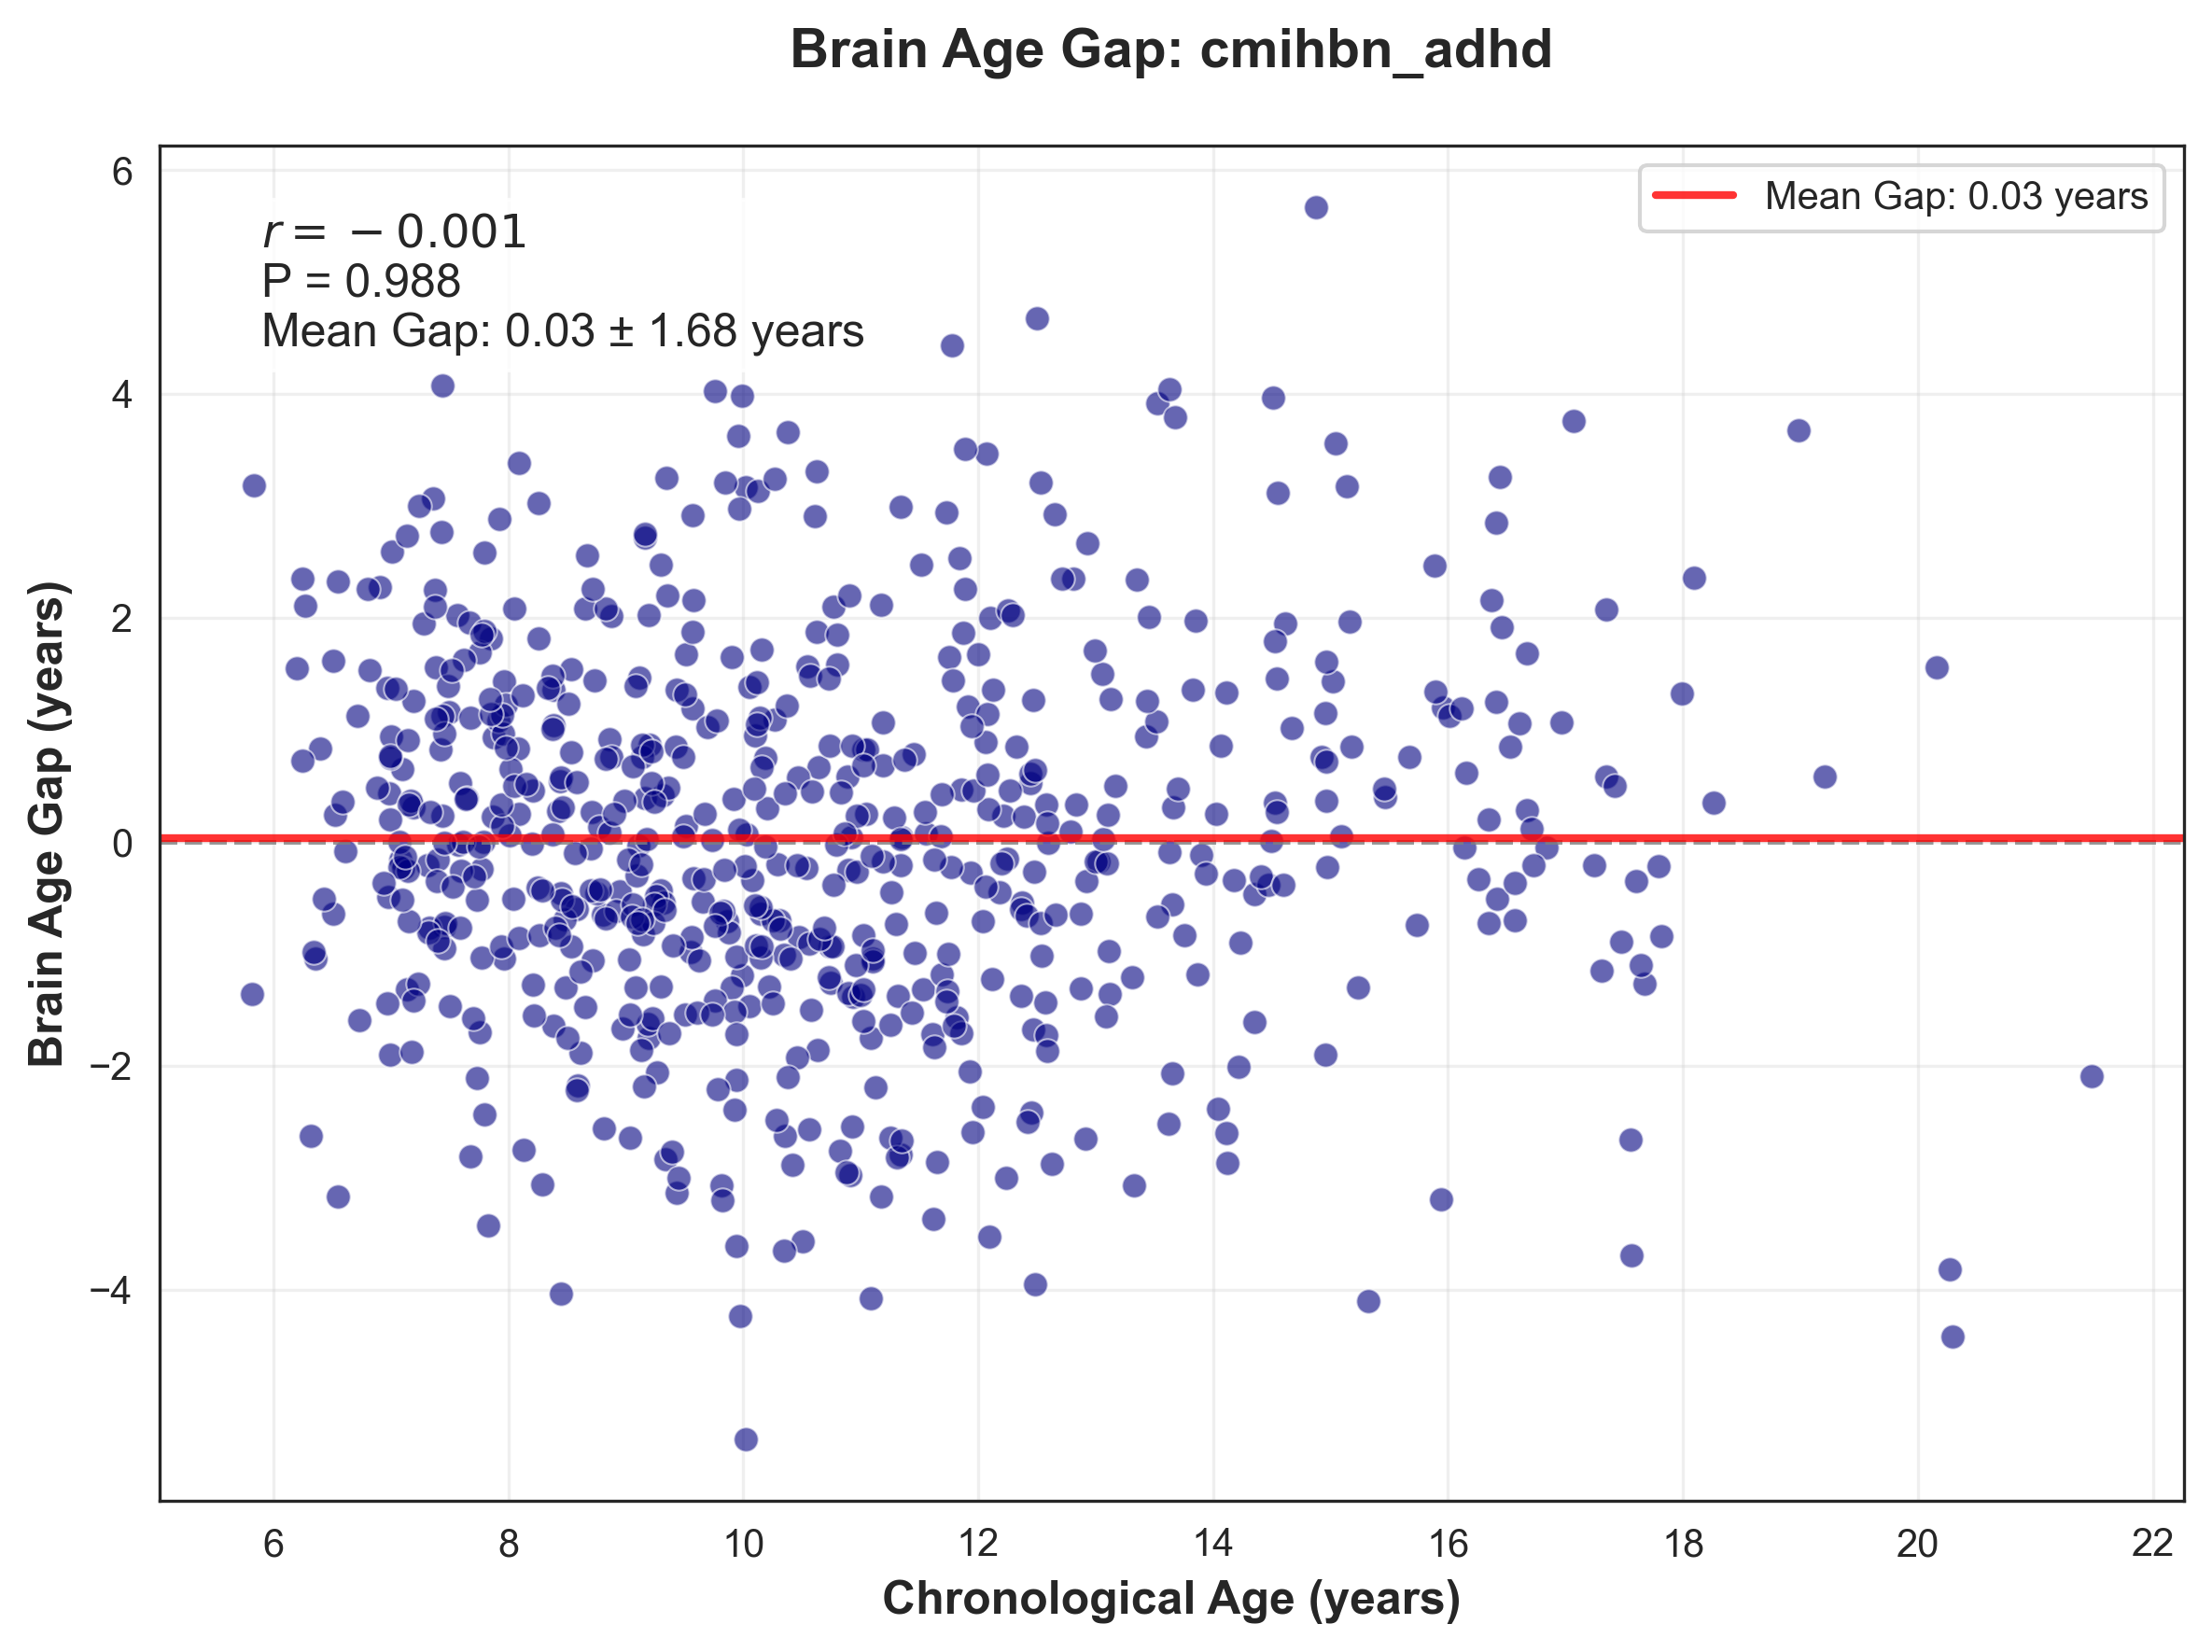 Brain Age Gap: cmihbn_adhd
6
4
2
0
−2
−4
Brain Age Gap (years)
r = −0.001
P = 0.988
Mean Gap: 0.03 ± 1.68 years
Mean Gap: 0.03 years
6 8 10 12 14 16 18 20 22
Chronological Age (years)